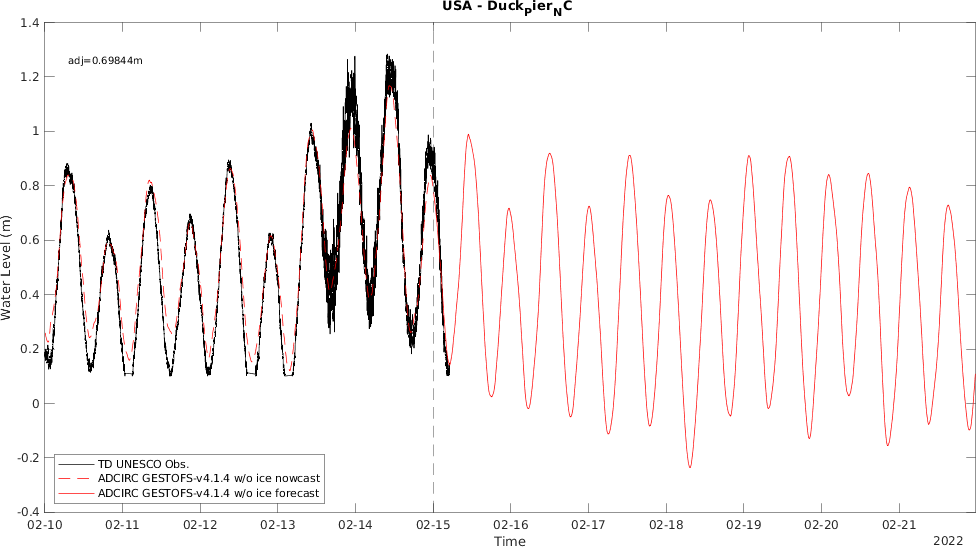 USA - Duck_Pier_NC
adj=0.69844m
1.4
1.2
1
0.8
0.6
0.4
0.2
0
-0.2
-0.4
Water Level (m)
TD UNESCO Obs.
ADCIRC GESTOFS-v4.1.4 w/o ice nowcast
ADCIRC GESTOFS-v4.1.4 w/o ice forecast
02-10 02-11 02-12 02-13 02-14 02-15 02-16 02-17 02-18 02-19 02-20 02-21
Time
2022